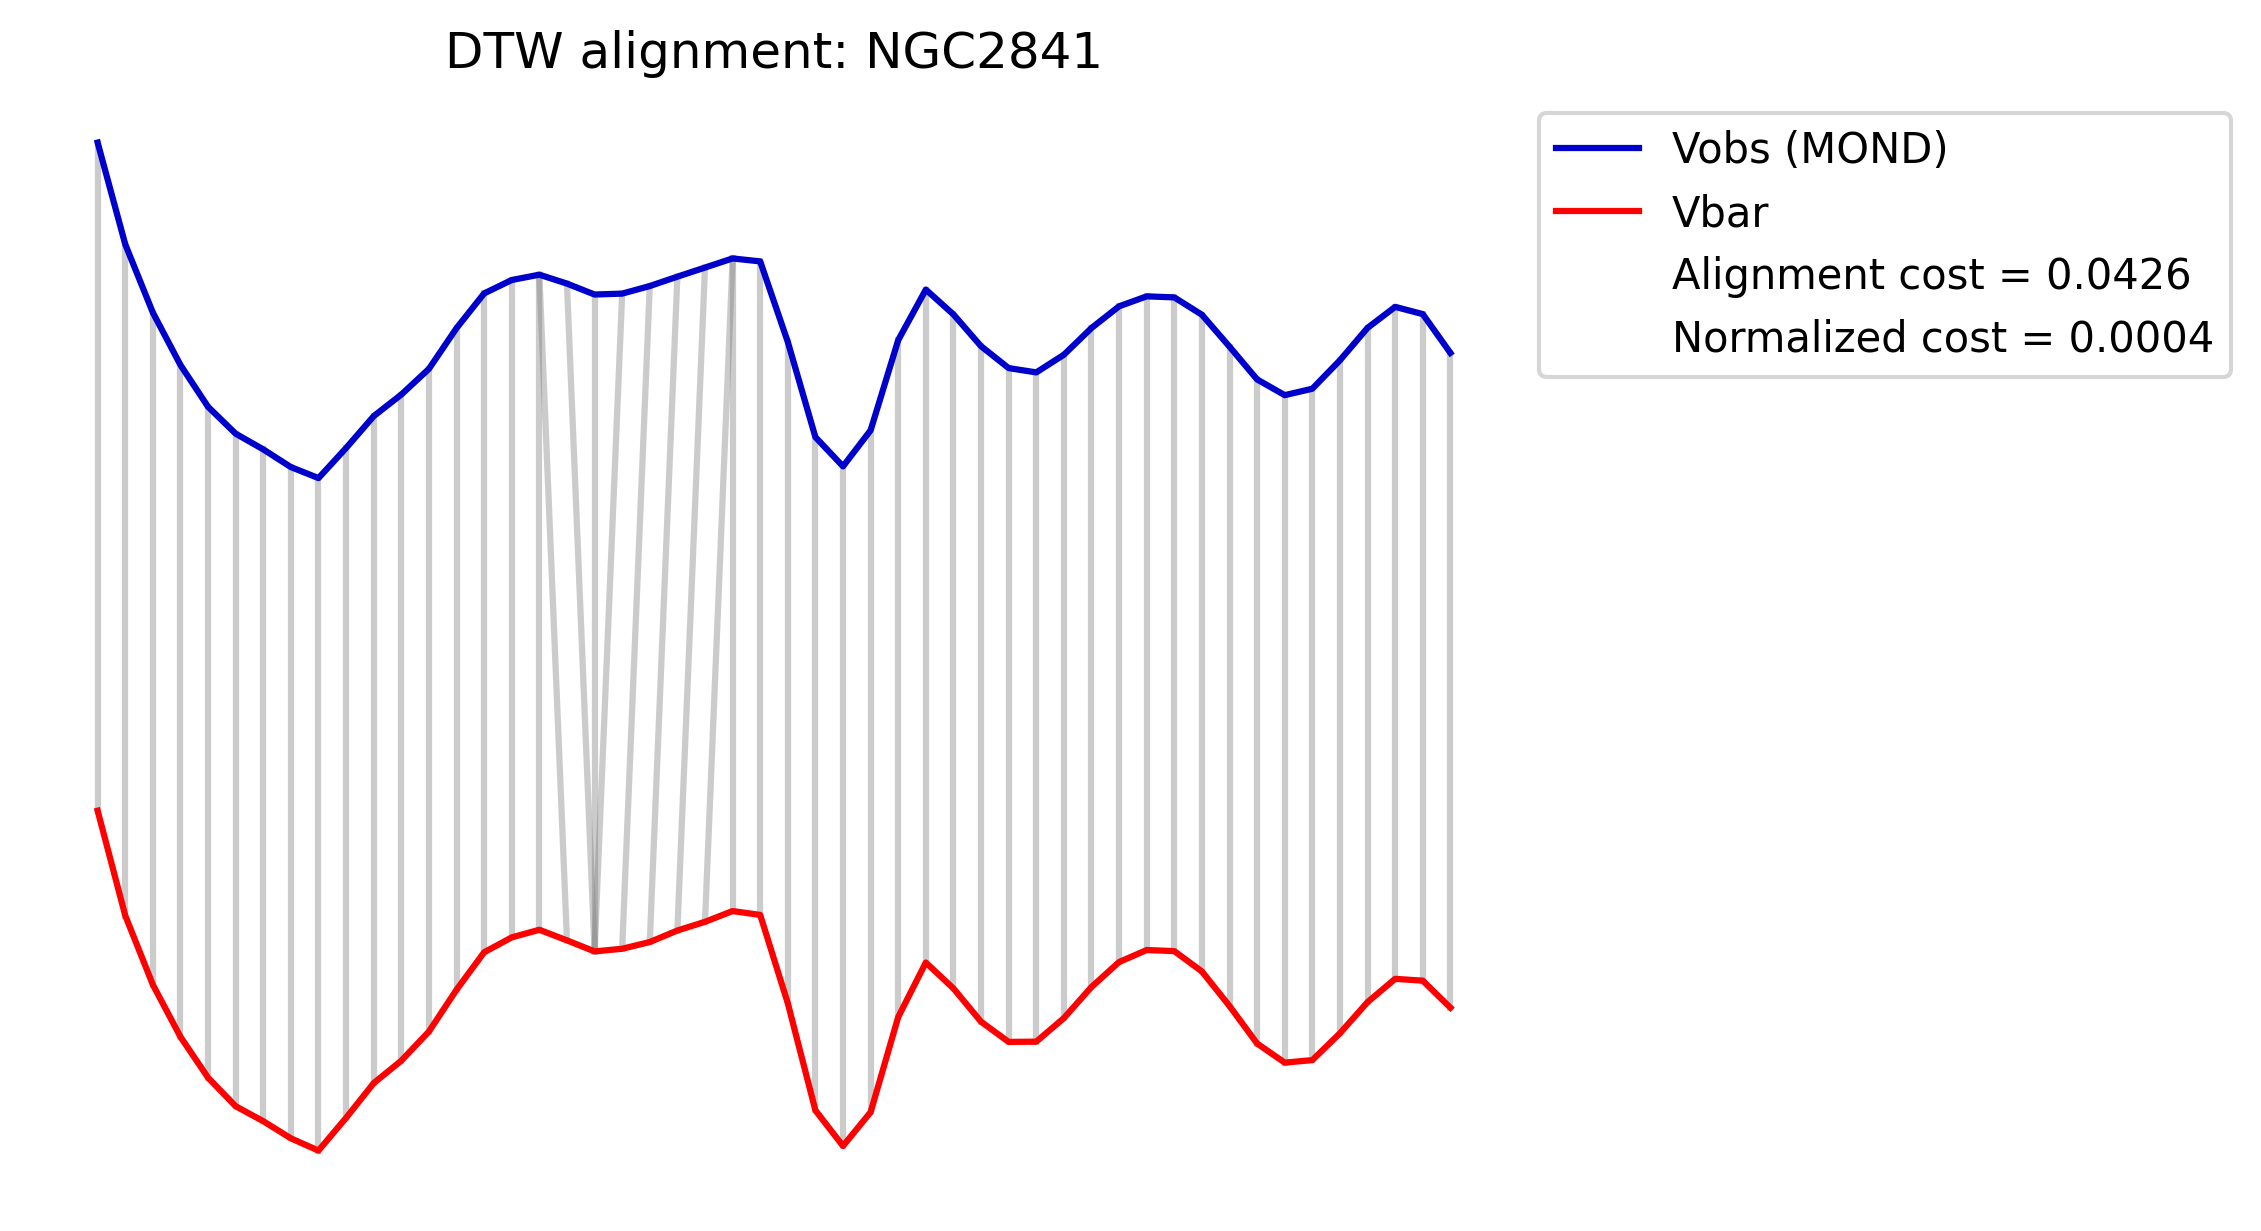 DTW alignment: NGC2841
Vobs (MOND)
Vbar
Alignment cost = 0.0426
Normalized cost = 0.0004